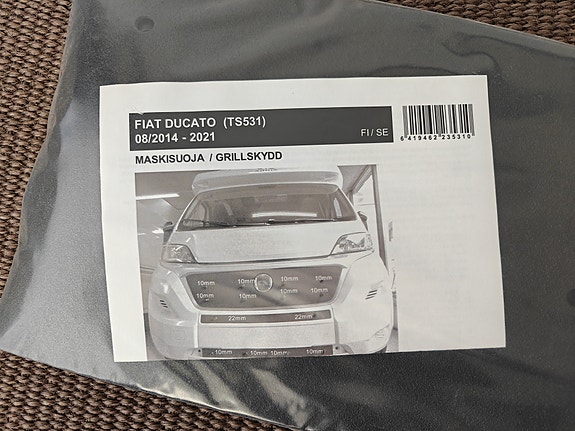 FIAT DUCATO (TS531)
08/2014 - 2021
FI / SE
6 419462 235310
MASKISUOJA / GRILLSKYDD
10mm 10mm 10mm 10mm
10mm 10mm 10mm 10mm
22mm 22mm
10mm 10mm 10mm 10mm